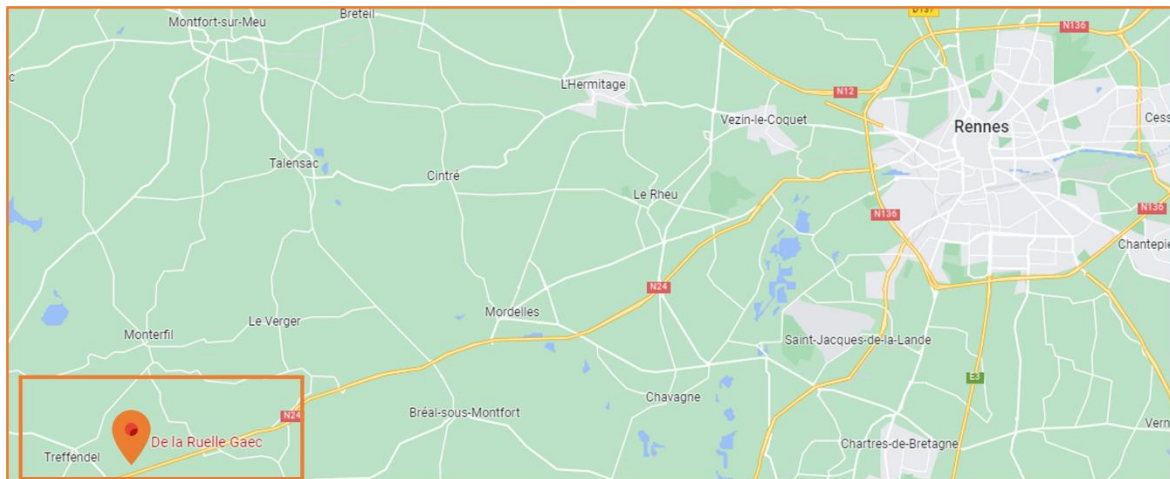 Montfort-sur-Meu
Breteil
D137
N136
c
L'Hermitage
N12
Vezin-le-Coquet
Rennes
Cess
Talensac
Cintré
Le Rheu
N136
N136
Chantepie
N24
Mordelles
Monterfil
Le Verger
Saint-Jacques-de-la-Lande
E3
Chavagne
N24
Bréal-sous-Montfort
Vern
De la Ruelle Gaec
Chartres-de-Bretagne
Treffendel